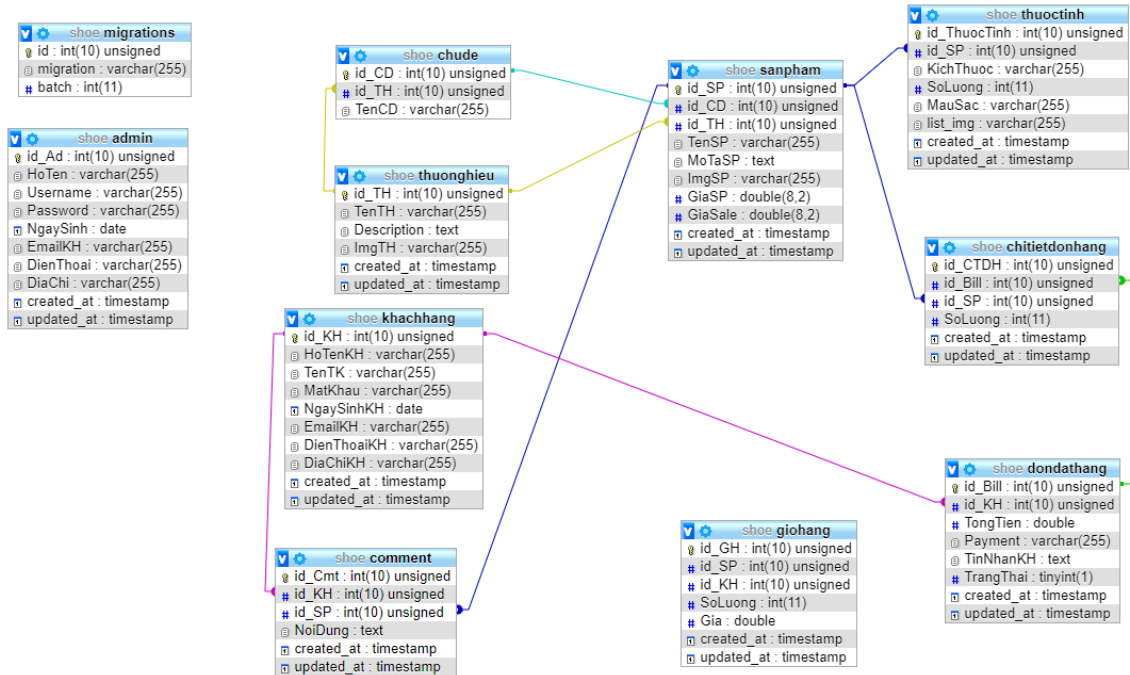 shoe migrations
id : int(10) unsigned
migration : varchar(255)
# batch : int(11)
shoe admin
id_Ad : int(10) unsigned
HoTen : varchar(255)
Username : varchar(255)
Password : varchar(255)
NgaySinh : date
EmailKH : varchar(255)
DienThoai : varchar(255)
DiaChi : varchar(255)
created_at : timestamp
updated_at : timestamp
shoe chude
id_CD : int(10) unsigned
# id_TH : int(10) unsigned
TenCD : varchar(255)
shoe thuonghieu
id_TH : int(10) unsigned
TenTH : varchar(255)
Description : text
ImgTH : varchar(255)
created_at : timestamp
updated_at : timestamp
shoe khachhang
id_KH : int(10) unsigned
HoTenKH : varchar(255)
TenTK : varchar(255)
MatKhau : varchar(255)
NgaySinhKH : date
EmailKH : varchar(255)
DienThoaiKH : varchar(255)
DiaChiKH : varchar(255)
created_at : timestamp
updated_at : timestamp
shoe comment
id_Cmt : int(10) unsigned
# id_KH : int(10) unsigned
# id_SP : int(10) unsigned
NoiDung : text
created_at : timestamp
updated_at : timestamp
shoe sanpham
id_SP : int(10) unsigned
# id_CD : int(10) unsigned
# id_TH : int(10) unsigned
TenSP : varchar(255)
MoTaSP : text
ImgSP : varchar(255)
# GiaSP : double(8,2)
# GiaSale : double(8,2)
created_at : timestamp
updated_at : timestamp
shoe giohang
id_GH : int(10) unsigned
# id_SP : int(10) unsigned
# id_KH : int(10) unsigned
# SoLuong : int(11)
# Gia : double
created_at : timestamp
updated_at : timestamp
shoe thuoctinh
id_ThuocTinh : int(10) unsigned
# id_SP : int(10) unsigned
KichThuoc : varchar(255)
# SoLuong : int(11)
MauSac : varchar(255)
list_img : varchar(255)
created_at : timestamp
updated_at : timestamp
shoe chitietdonhang
id_CTDH : int(10) unsigned
# id_Bill : int(10) unsigned
# id_SP : int(10) unsigned
# SoLuong : int(11)
created_at : timestamp
updated_at : timestamp
shoe dondathang
id_Bill : int(10) unsigned
# id_KH : int(10) unsigned
# TongTien : double
Payment : varchar(255)
TinNhanKH : text
# TrangThai : tinyint(1)
created_at : timestamp
updated_at : timestamp